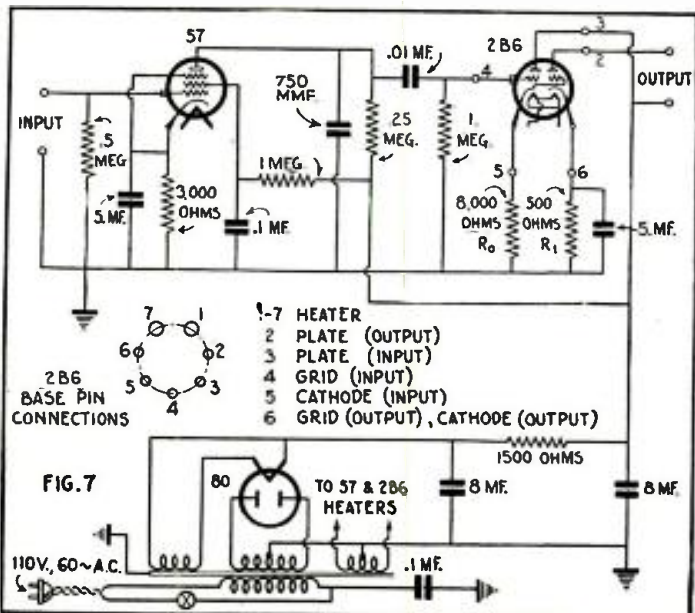 57
.01 MF.
2B6
3
2
4
OUTPUT
INPUT
.5
MEG
750
MMF.
.25
MEG.
1
MEG.
1 MEG
5. MF.
3,000
OHMS
.1 MF.
5
6
8,000
OHMS
R₀
500
OHMS
R₁
5. MF.
7 1
6 2
5 3
4
2B6
BASE PIN
CONNECTIONS
1-7 HEATER
2 PLATE (OUTPUT)
3 PLATE (INPUT)
4 GRID (INPUT)
5 CATHODE (INPUT)
6 GRID (OUTPUT), CATHODE (OUTPUT)
1500 OHMS
FIG. 7
80
TO 57 & 2B6
HEATERS
8 MF.
8 MF.
110V., 60~A.C.
.1 MF.